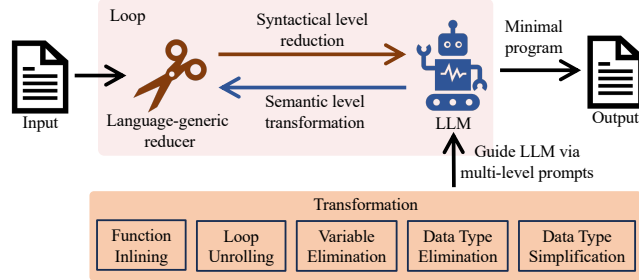 Loop
Syntactical level
reduction
Minimal
program
Input
Language-generic
reducer
Semantic level
transformation
LLM
Output
Guide LLM via
multi-level prompts
Transformation
Function
Inlining
Loop
Unrolling
Variable
Elimination
Data Type
Elimination
Data Type
Simplification